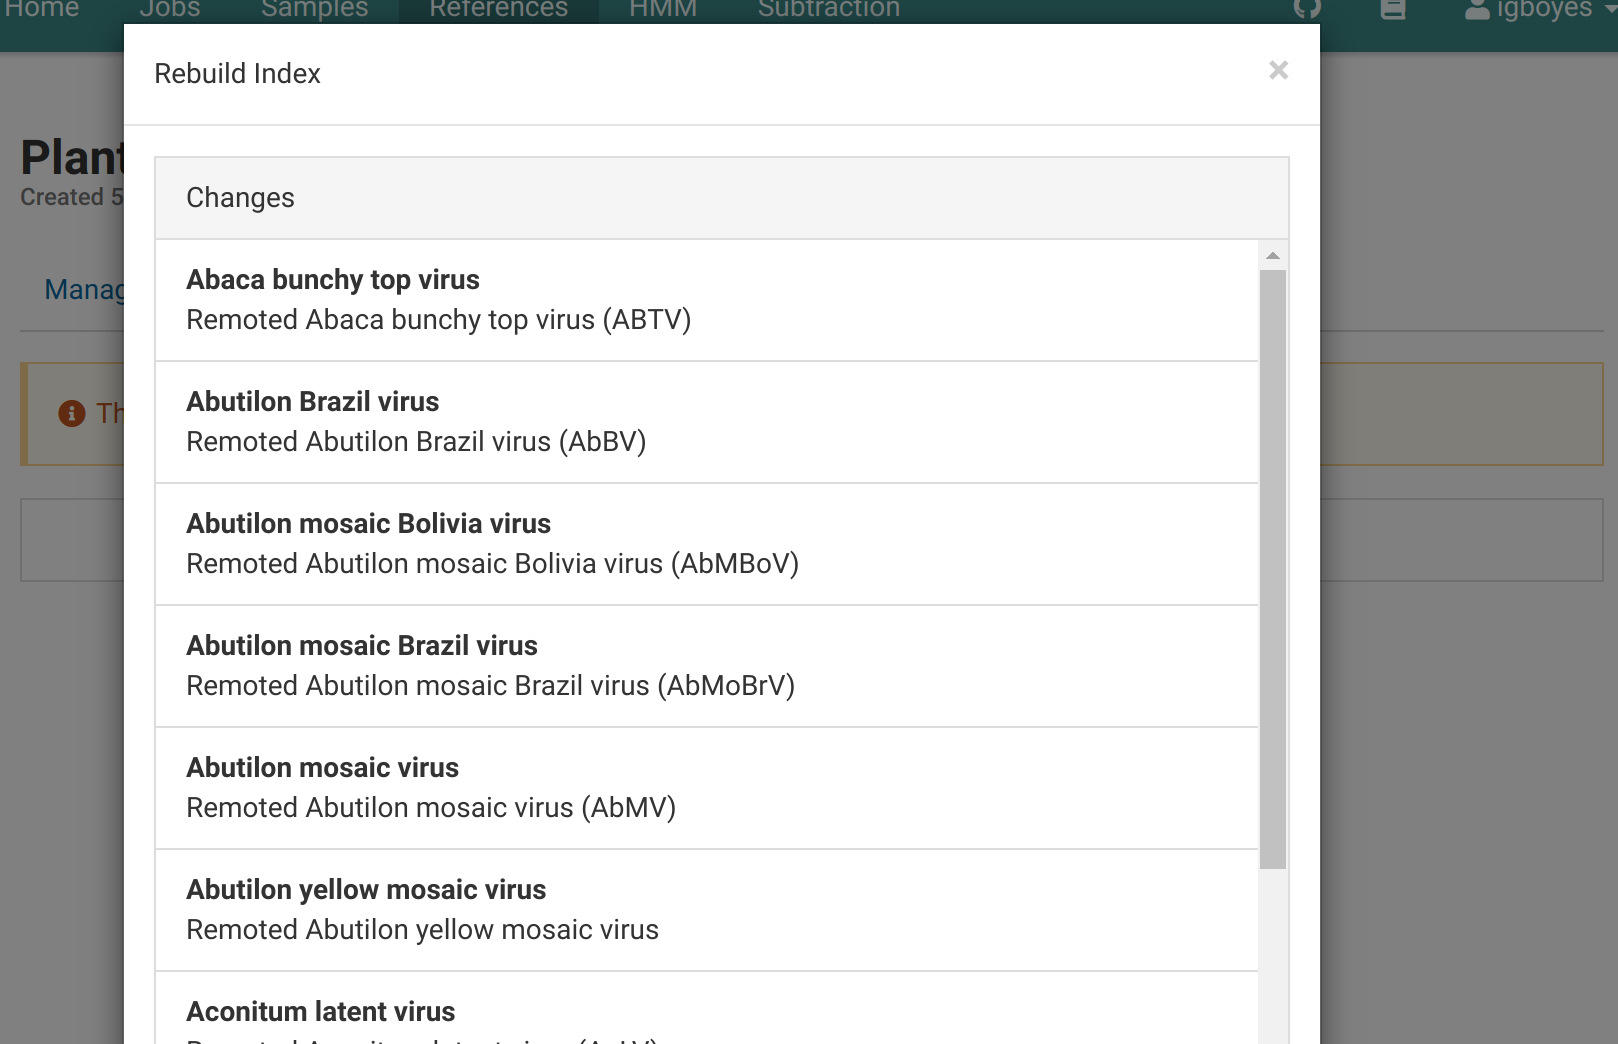 Home Jobs Samples References HMM Subtraction igboyes
Rebuild Index ×
Plant
Created 5
Manag
Th
Changes
Abaca bunchy top virus
Remoted Abaca bunchy top virus (ABTV)
Abutilon Brazil virus
Remoted Abutilon Brazil virus (AbBV)
Abutilon mosaic Bolivia virus
Remoted Abutilon mosaic Bolivia virus (AbMBoV)
Abutilon mosaic Brazil virus
Remoted Abutilon mosaic Brazil virus (AbMoBrV)
Abutilon mosaic virus
Remoted Abutilon mosaic virus (AbMV)
Abutilon yellow mosaic virus
Remoted Abutilon yellow mosaic virus
Aconitum latent virus